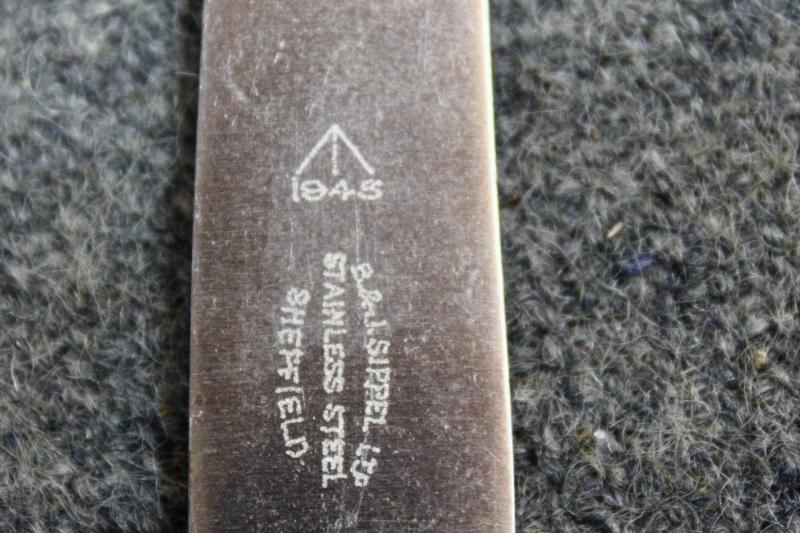 1945
B.&J. SIPPEL LTD
STAINLESS STEEL
SHEFFIELD